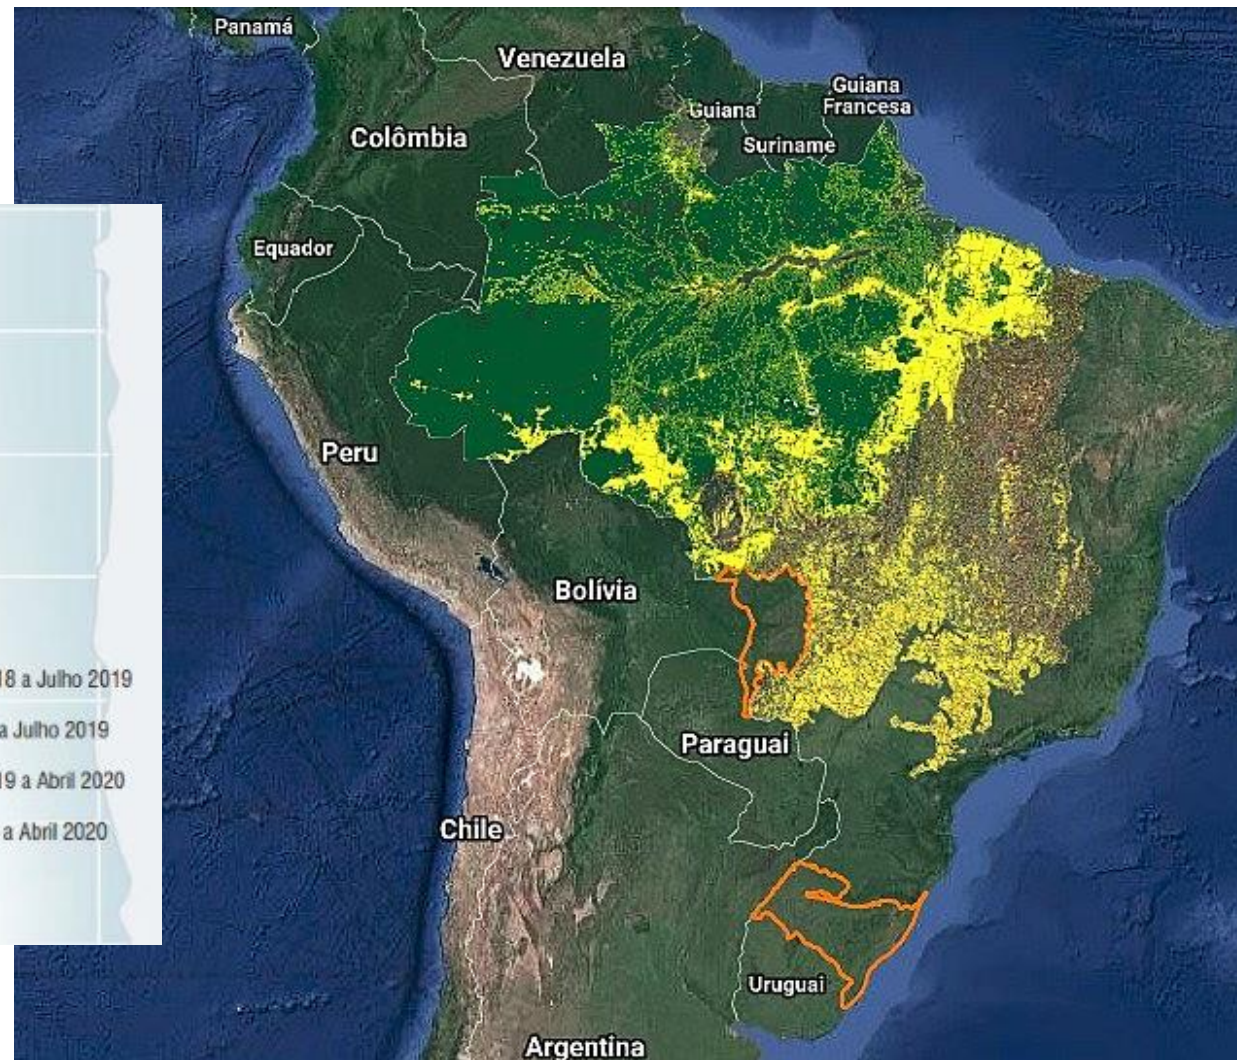 Panamá
Venezuela
Guiana
Guiana
Francesa
Suriname
Colômbia
Equador
Peru
Bolívia
18 a Julho 2019
a Julho 2019
19 a Abril 2020
a Abril 2020
Paraguai
Chile
Uruguai
Argentina